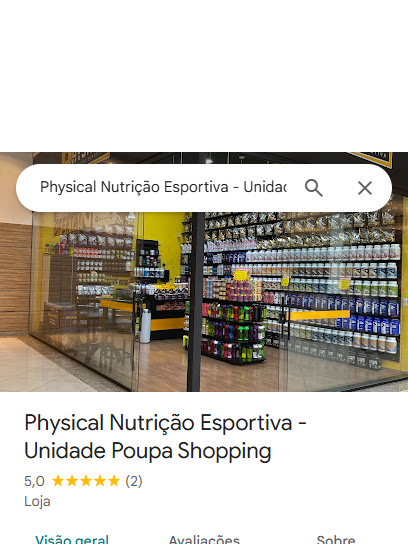 Physical Nutrição Esportiva - Unidad
Physical Nutrição Esportiva -
Unidade Poupa Shopping
5,0 (2)
Loja
Visão geral Avaliações Sobre